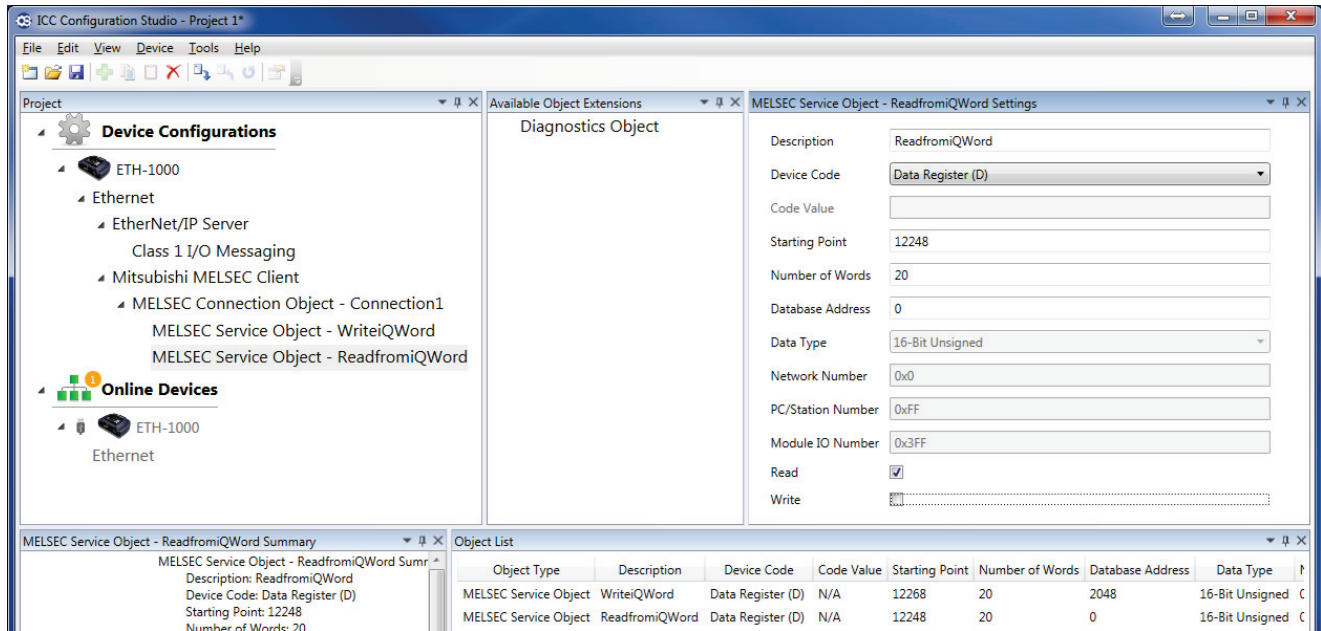 ICC Configuration Studio - Project 1*
File Edit View Device Tools Help
Project
Device Configurations
ETH-1000
Ethernet
EtherNet/IP Server
Class 1 I/O Messaging
Mitsubishi MELSEC Client
MELSEC Connection Object - Connection1
MELSEC Service Object - WriteiQWord
MELSEC Service Object - ReadfromiQWord
1
Online Devices
ETH-1000
Ethernet
Available Object Extensions
Diagnostics Object
MELSEC Service Object - ReadfromiQWord Settings
Description ReadfromiQWord
Device Code Data Register (D)
Code Value
Starting Point 12248
Number of Words 20
Database Address 0
Data Type 16-Bit Unsigned
Network Number 0x0
PC/Station Number 0xFF
Module IO Number 0x3FF
Read
Write
MELSEC Service Object - ReadfromiQWord Summary
MELSEC Service Object - ReadfromiQWord Sumr
Description: ReadfromiQWord
Device Code: Data Register (D)
Starting Point: 12248
Number of Words: 20
Object List
Object Type Description Device Code Code Value Starting Point Number of Words Database Address Data Type
MELSEC Service Object WriteiQWord Data Register (D) N/A 12268 20 2048 16-Bit Unsigned
MELSEC Service Object ReadfromiQWord Data Register (D) N/A 12248 20 0 16-Bit Unsigned